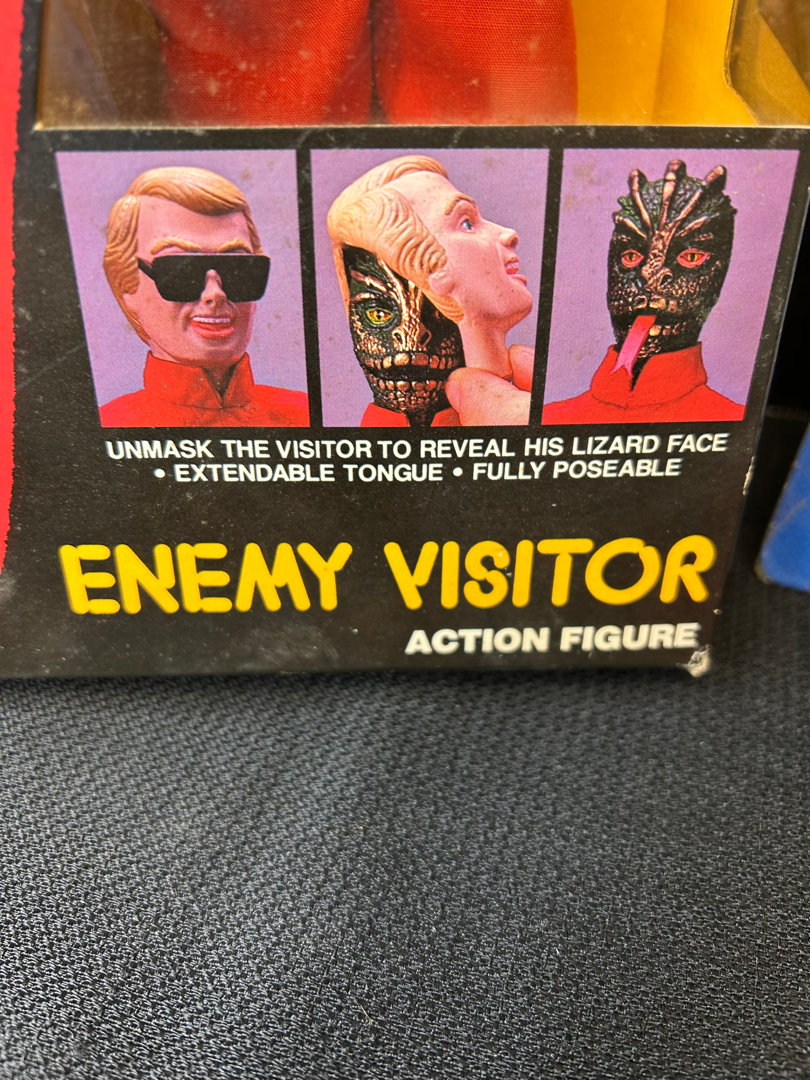 UNMASK THE VISITOR TO REVEAL HIS LIZARD FACE
• EXTENDABLE TONGUE • FULLY POSEABLE
ENEMY VISITOR
ACTION FIGURE